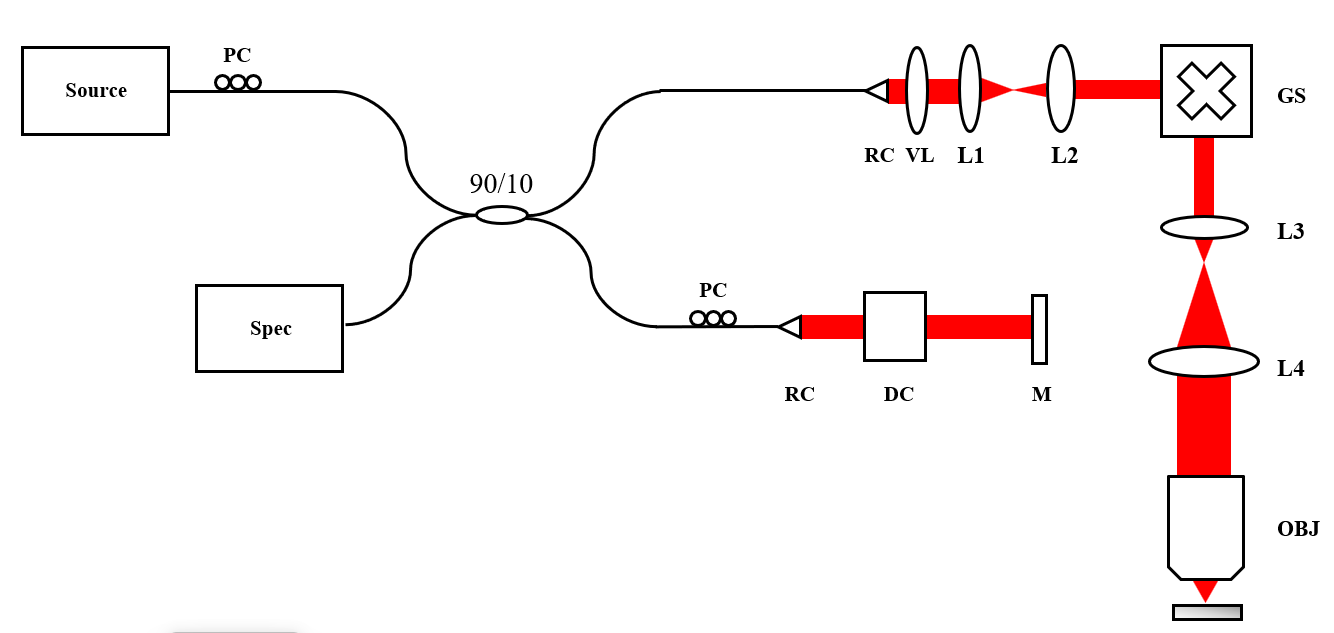 PC
Source
GS
RC VL L1 L2
90/10
L3
PC
Spec
L4
RC DC M
OBJ